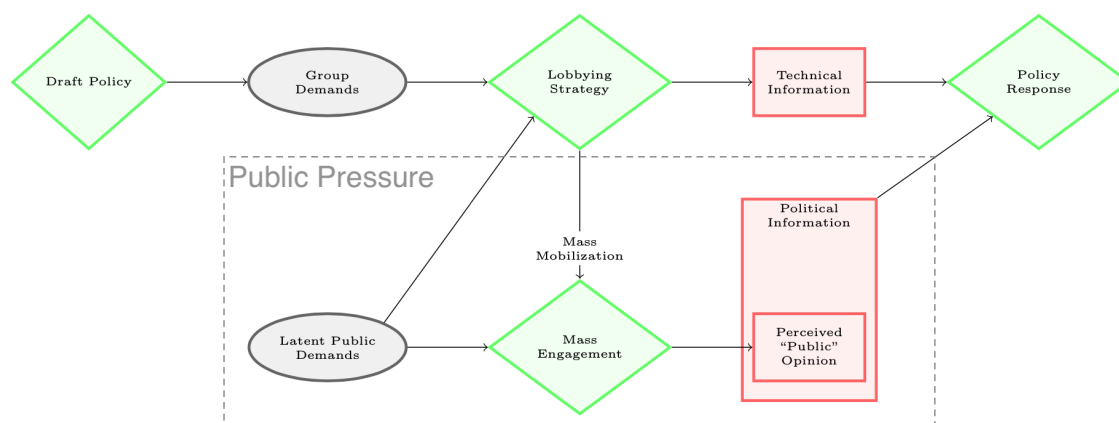 Draft Policy
Group
Demands
Lobbying
Strategy
Technical
Information
Policy
Response
Public Pressure
Political
Information
Mass
Mobilization
Latent Public
Demands
Mass
Engagement
Perceived
“Public”
Opinion